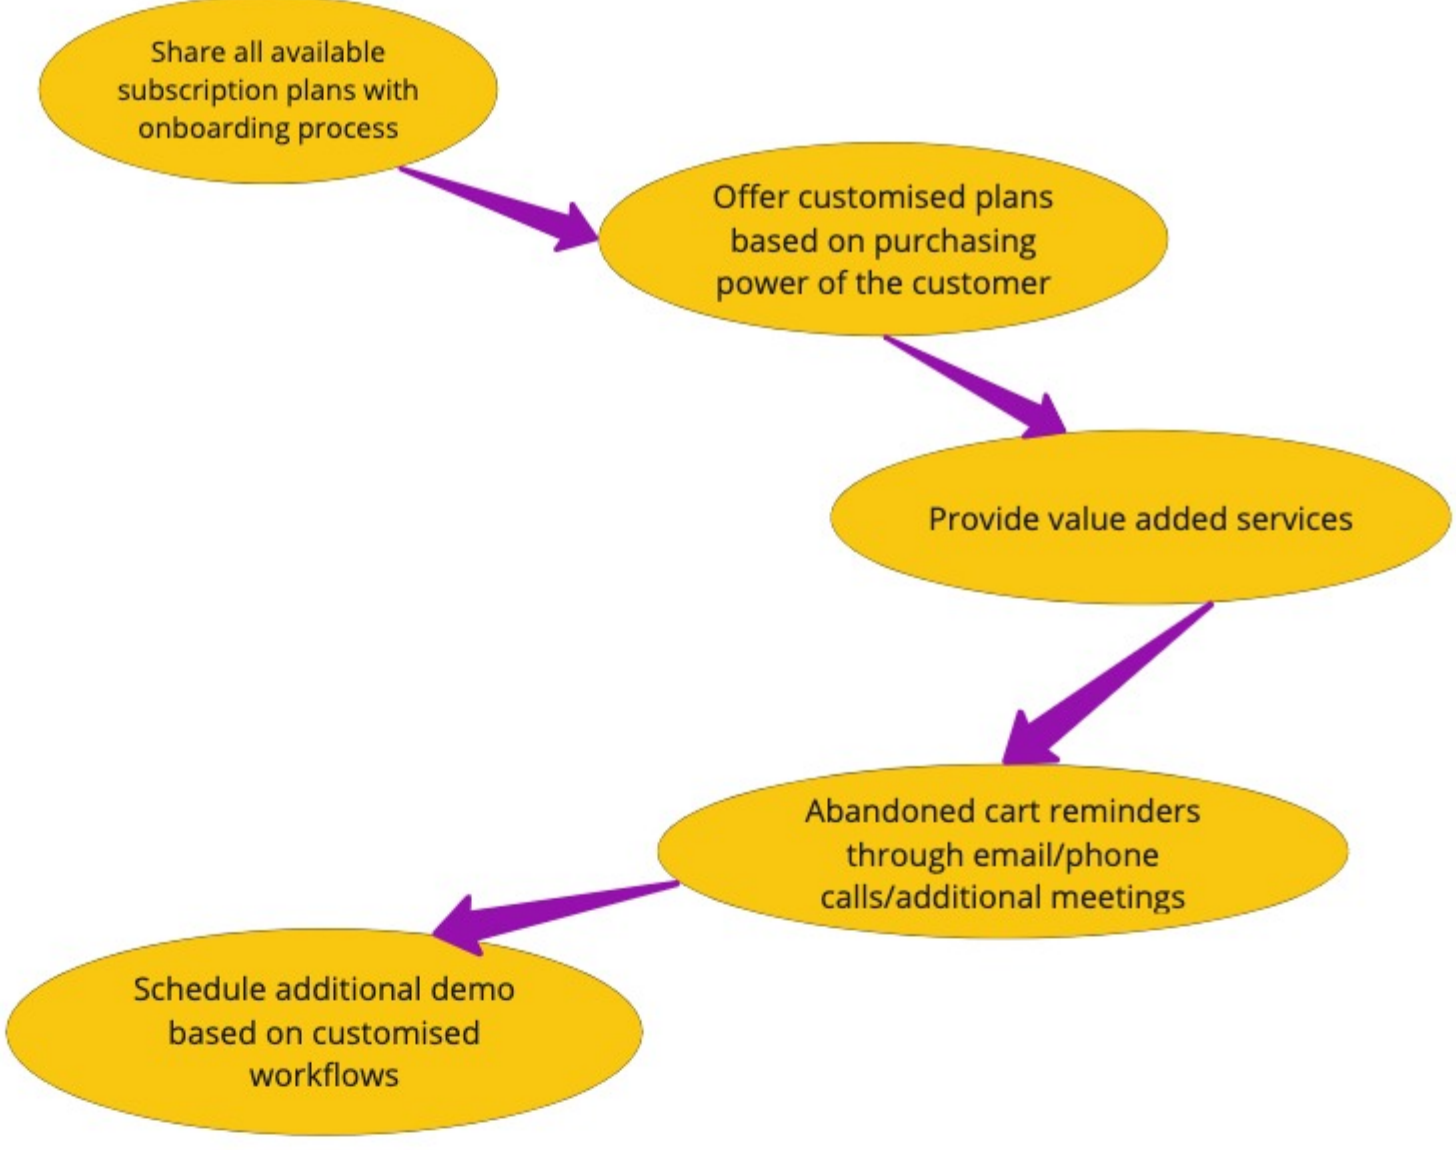 Share all available
subscription plans with
onboarding process
Offer customised plans
based on purchasing
power of the customer
Provide value added services
Abandoned cart reminders
through email/phone
calls/additional meetings
Schedule additional demo
based on customised
workflows